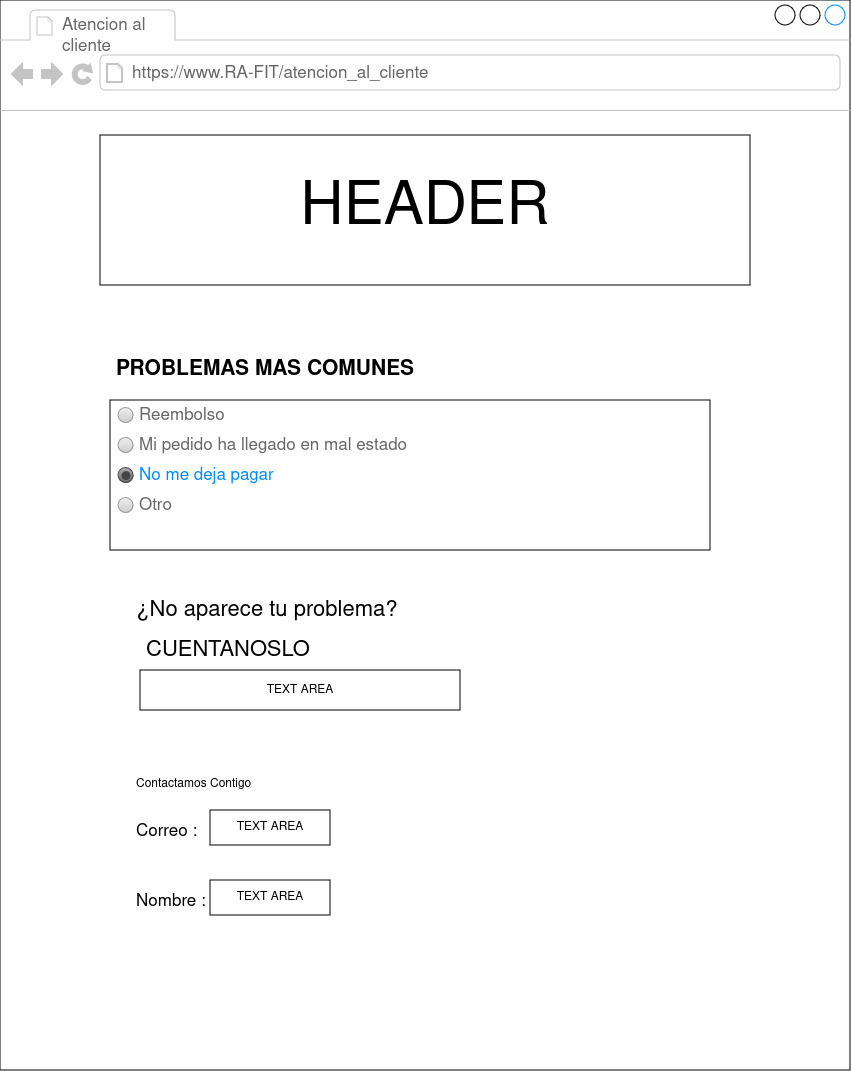 Atencion al
cliente
https://www.RA-FIT/atencion_al_cliente
HEADER
PROBLEMAS MAS COMUNES
Reembolso
Mi pedido ha llegado en mal estado
No me deja pagar
Otro
¿No aparece tu problema?
CUENTANOSLO
TEXT AREA
Contactamos Contigo
Correo :
TEXT AREA
Nombre :
TEXT AREA